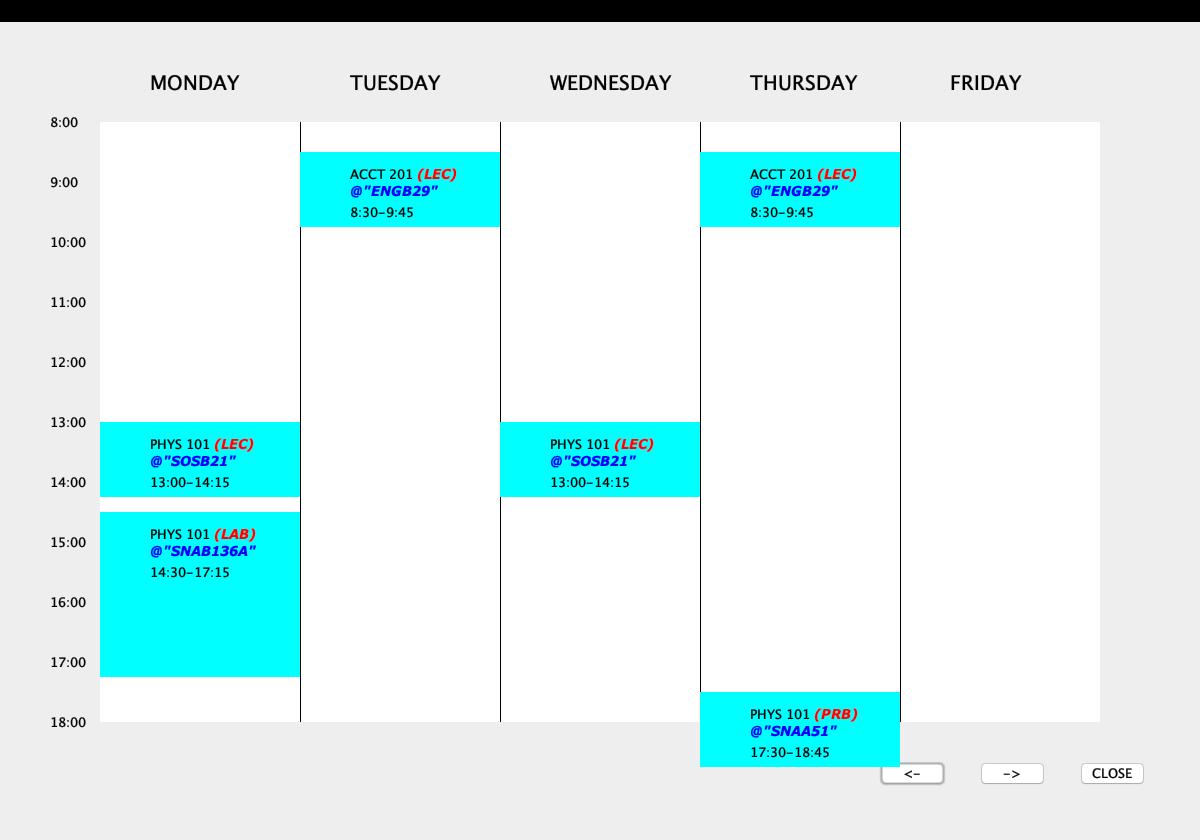 MONDAY TUESDAY WEDNESDAY THURSDAY FRIDAY
8:00
ACCT 201 (LEC)
@"ENGB29"
8:30-9:45
ACCT 201 (LEC)
@"ENGB29"
8:30-9:45
9:00
10:00
11:00
12:00
13:00
PHYS 101 (LEC)
@"SOSB21"
13:00-14:15
PHYS 101 (LEC)
@"SOSB21"
13:00-14:15
14:00
PHYS 101 (LAB)
@"SNAB136A"
14:30-17:15
15:00
16:00
17:00
18:00
PHYS 101 (PRB)
@"SNAA51"
17:30-18:45
<- -> CLOSE